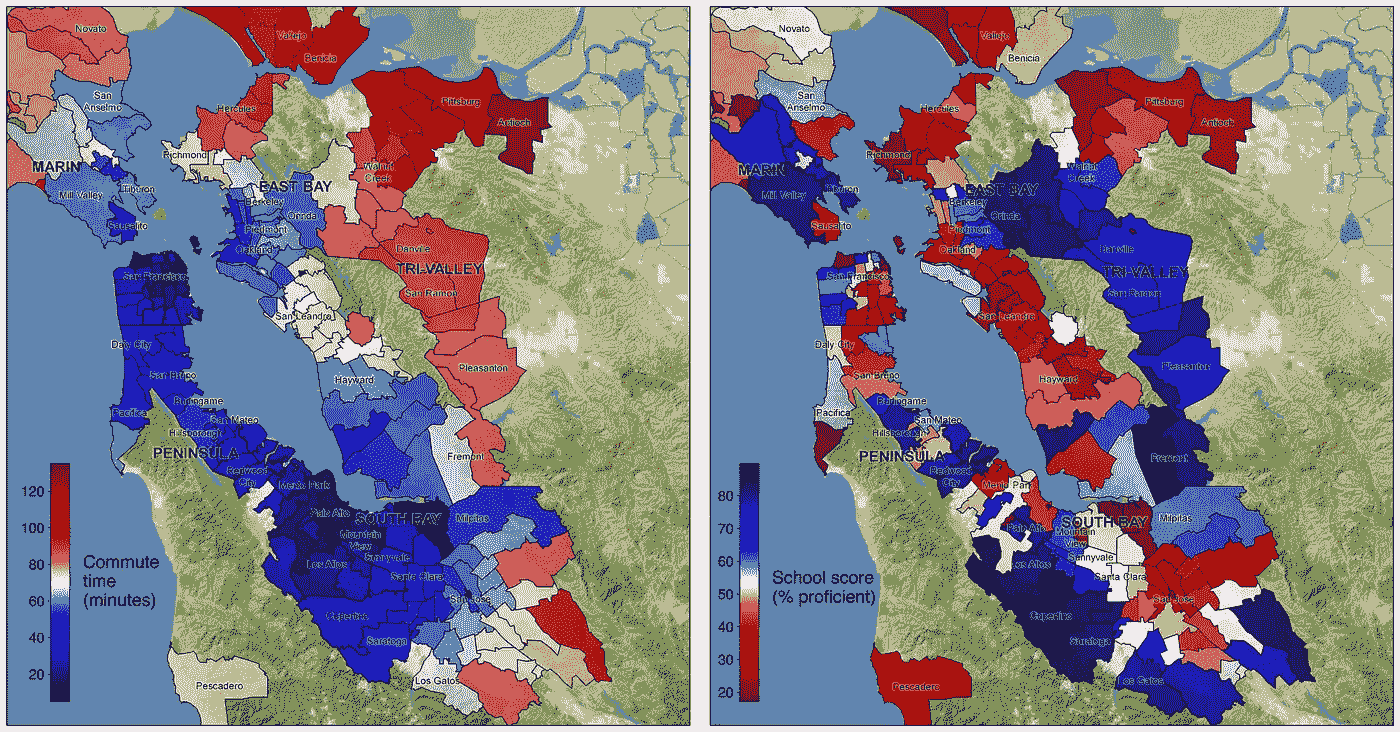 Novato
Vallejo
Benicia
San
Anselmo
Hercules
Pittsburg
Antioch
Richmond
MARIN
Walnut
Creek
EAST BAY
Tiburon
Mill Valley
Berkeley
Orinda
Sausalito
Piedmont
Oakland
Danville
TRI-VALLEY
San Francisco
San Ramon
San Leandro
Daly City
Pleasanton
San Bruno
Hayward
Burlingame
Pacifica
San Mateo
Hillsborough
PENINSULA
Fremont
Redwood
City
Menlo Park
Palo Alto
SOUTH BAY
Milpitas
Mountain
View
Sunnyvale
Los Altos
Santa Clara
San Jose
Cupertino
Saratoga
Los Gatos
Pescadero
120
100
80
60
40
20
Commute
time
(minutes)
Novato
Vallejo
Benicia
San
Anselmo
Hercules
Pittsburg
Antioch
Richmond
MARIN
Walnut
Creek
EAST BAY
Tiburon
Mill Valley
Berkeley
Orinda
Sausalito
Piedmont
Oakland
Danville
TRI-VALLEY
San Francisco
San Ramon
San Leandro
Daly City
Pleasanton
San Bruno
Hayward
Burlingame
Pacifica
San Mateo
Hillsborough
PENINSULA
Fremont
Redwood
City
Menlo Park
Palo Alto
SOUTH BAY
Milpitas
Mountain
View
Sunnyvale
Los Altos
Santa Clara
San Jose
Cupertino
Saratoga
Los Gatos
Pescadero
80
70
60
50
40
30
20
School score
(% proficient)